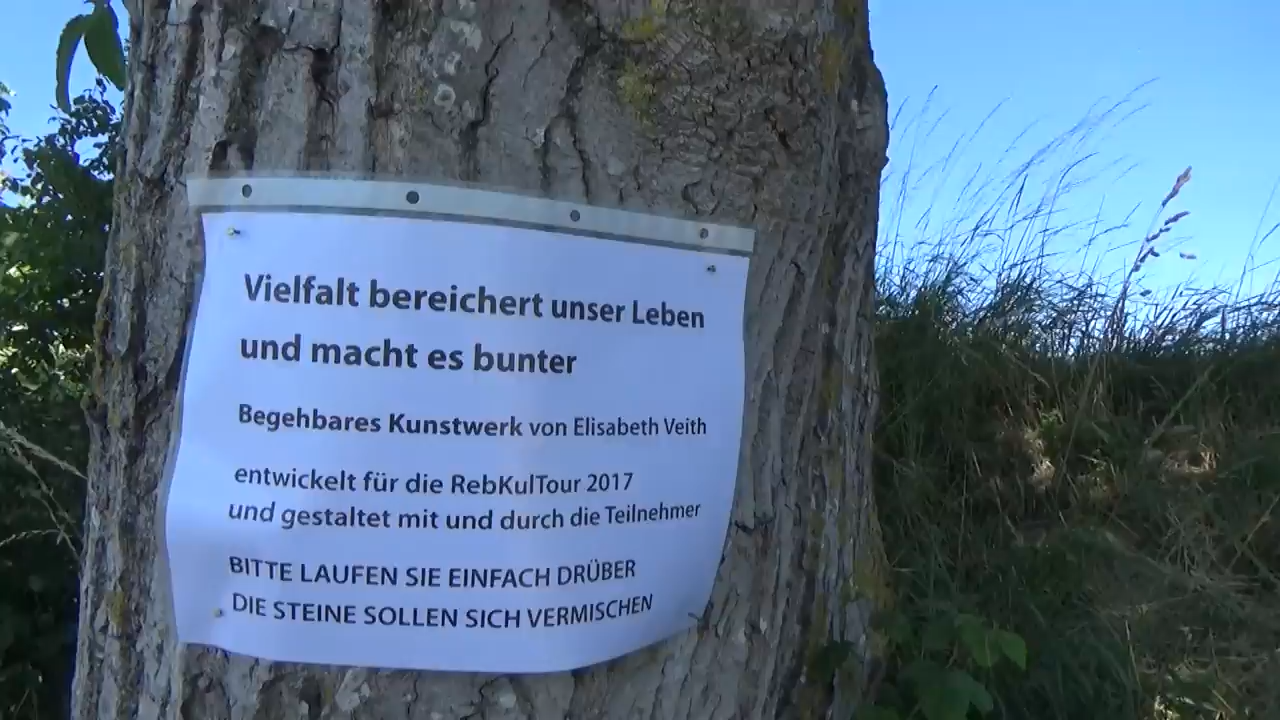 Vielfalt bereichert unser Leben
und macht es bunter
Begehbares Kunstwerk von Elisabeth Veith
entwickelt für die RebKulTour 2017
und gestaltet mit und durch die Teilnehmer
BITTE LAUFEN SIE EINFACH DRÜBER
DIE STEINE SOLLEN SICH VERMISCHEN